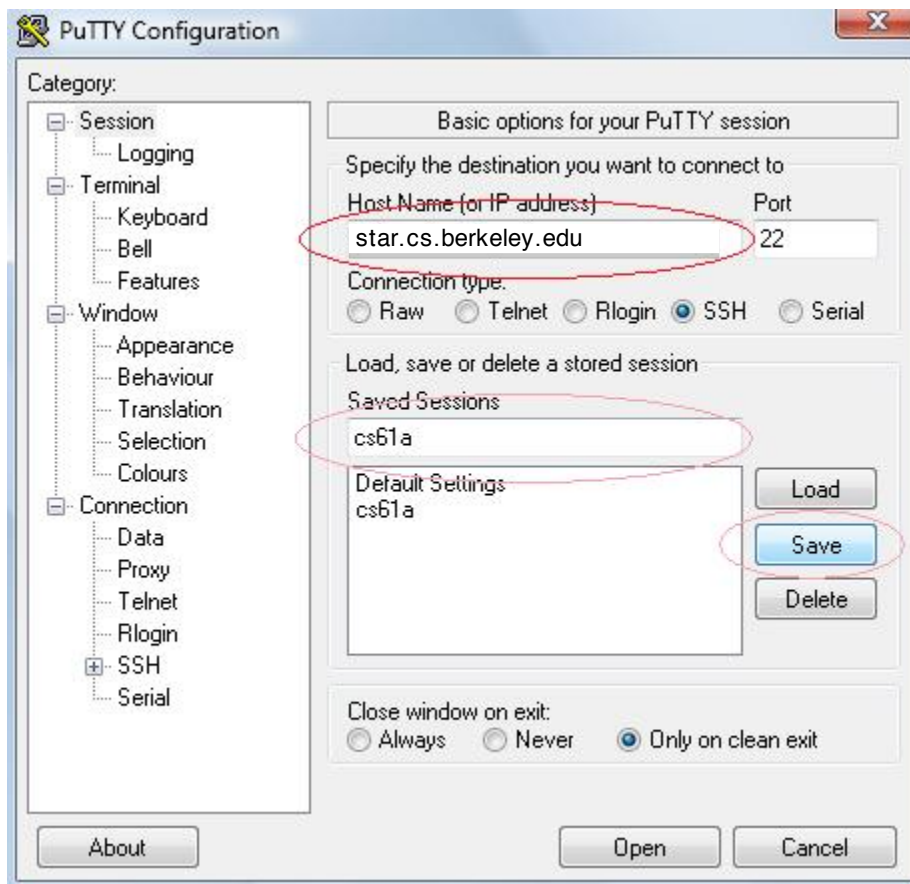 PuTTY Configuration
Category:
Session
Logging
Terminal
Keyboard
Bell
Features
Window
Appearance
Behaviour
Translation
Selection
Colours
Connection
Data
Proxy
Telnet
Rlogin
SSH
Serial
Basic options for your PuTTY session
Specify the destination you want to connect to
Host Name (or IP address) Port
star.cs.berkeley.edu 22
Connection type:
Raw Telnet Rlogin SSH Serial
Load, save or delete a stored session
Saved Sessions
cs61a
Default Settings
cs61a
Load
Save
Delete
Close window on exit:
Always Never Only on clean exit
About Open Cancel